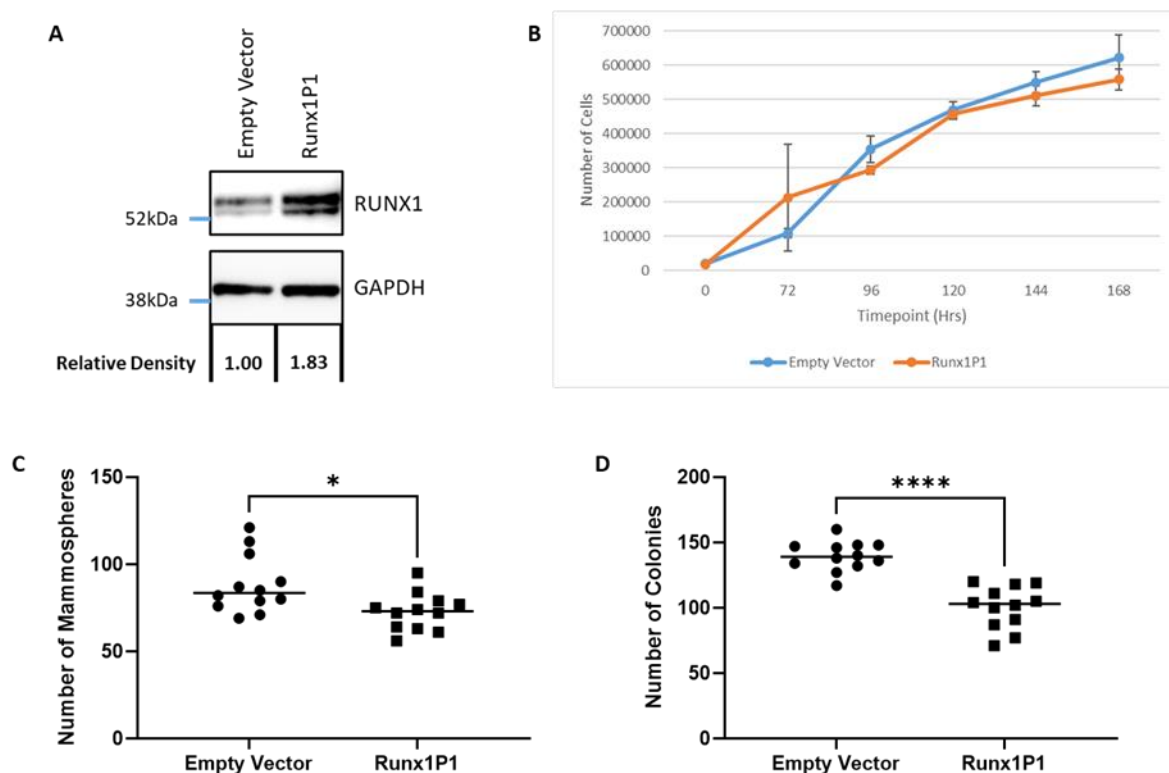 A
Empty Vector
Runx1P1
RUNX1
52kDa
GAPDH
38kDa
Relative Density 1.00 1.83
B
Number of Cells
700000
600000
500000
400000
300000
200000
100000
0
0 72 96 120 144 168
Timepoint (Hrs)
Empty Vector Runx1P1
C
Number of Mammospheres
150
100
50
0
*
Empty Vector Runx1P1
D
Number of Colonies
200
150
100
50
0
****
Empty Vector Runx1P1